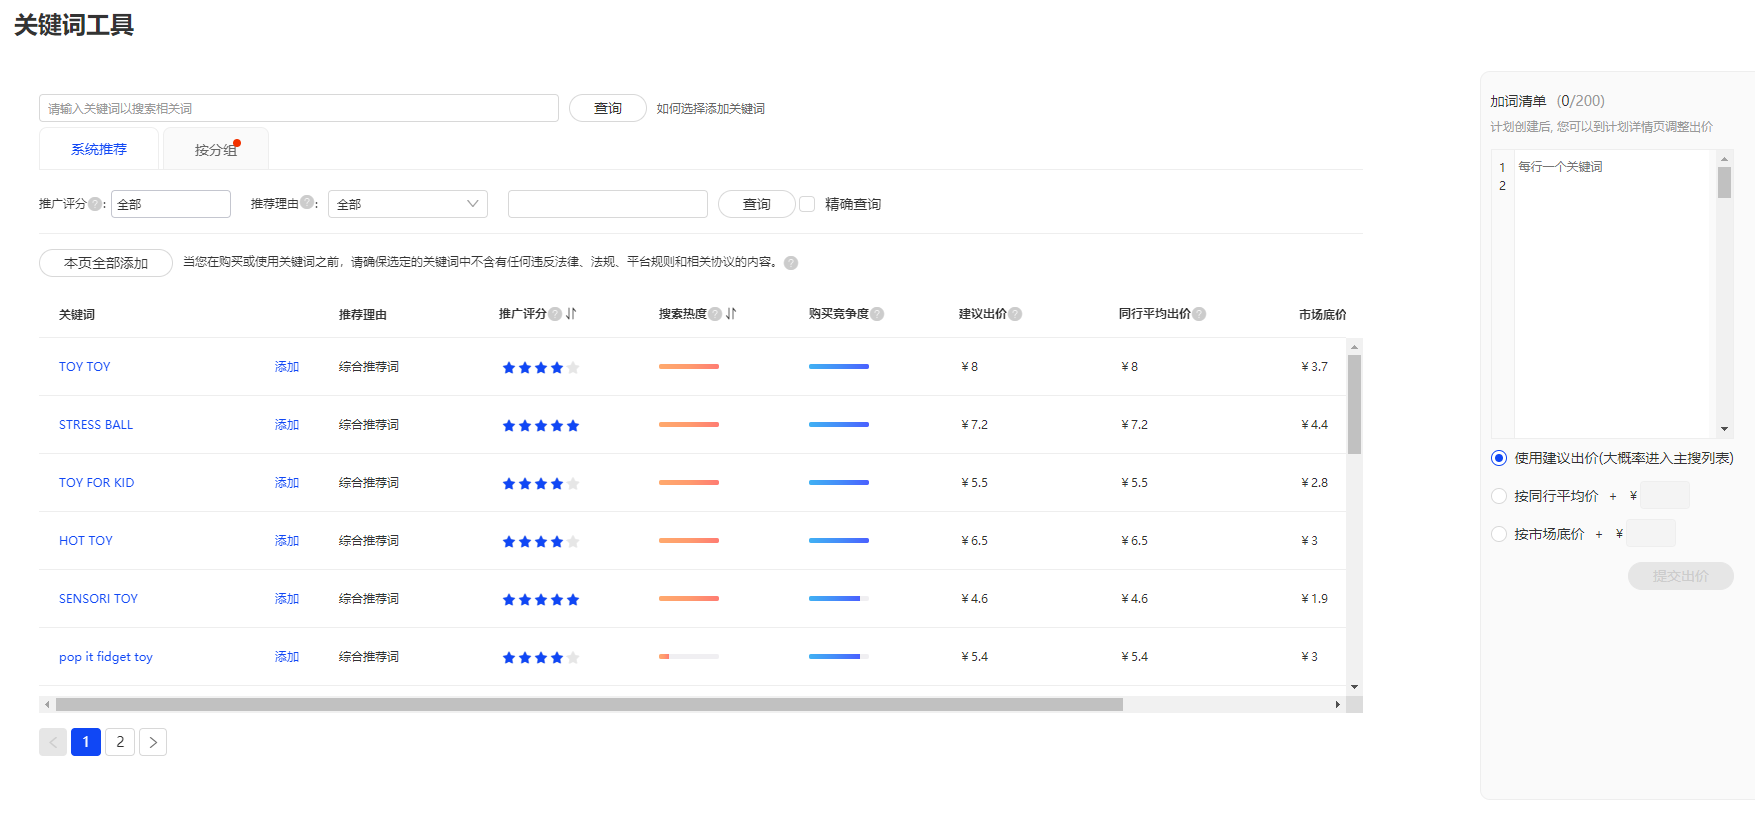 关键词工具
请输入关键词以搜索相关词
查询
如何选择添加关键词
系统推荐
按分组
推广评分?:
全部
推荐理由?:
全部
查询
精确查询
本页全部添加
当您在购买或使用关键词之前，请确保选定的关键词中不含有任何违反法律、法规、平台规则和相关协议的内容。?
关键词 推荐理由 推广评分? 搜索热度? 购买竞争度? 建议出价? 同行平均出价? 市场底价
TOY TOY 添加 综合推荐词 ¥8 ¥8 ¥3.7
STRESS BALL 添加 综合推荐词 ¥7.2 ¥7.2 ¥4.4
TOY FOR KID 添加 综合推荐词 ¥5.5 ¥5.5 ¥2.8
HOT TOY 添加 综合推荐词 ¥6.5 ¥6.5 ¥3
SENSORI TOY 添加 综合推荐词 ¥4.6 ¥4.6 ¥1.9
pop it fidget toy 添加 综合推荐词 ¥5.4 ¥5.4 ¥3
< 1 2 >
加词清单 (0/200)
计划创建后, 您可以到计划详情页调整出价
1 每行一个关键词
2
使用建议出价(大概率进入主搜列表)
按同行平均价 + ¥
按市场底价 + ¥
提交出价